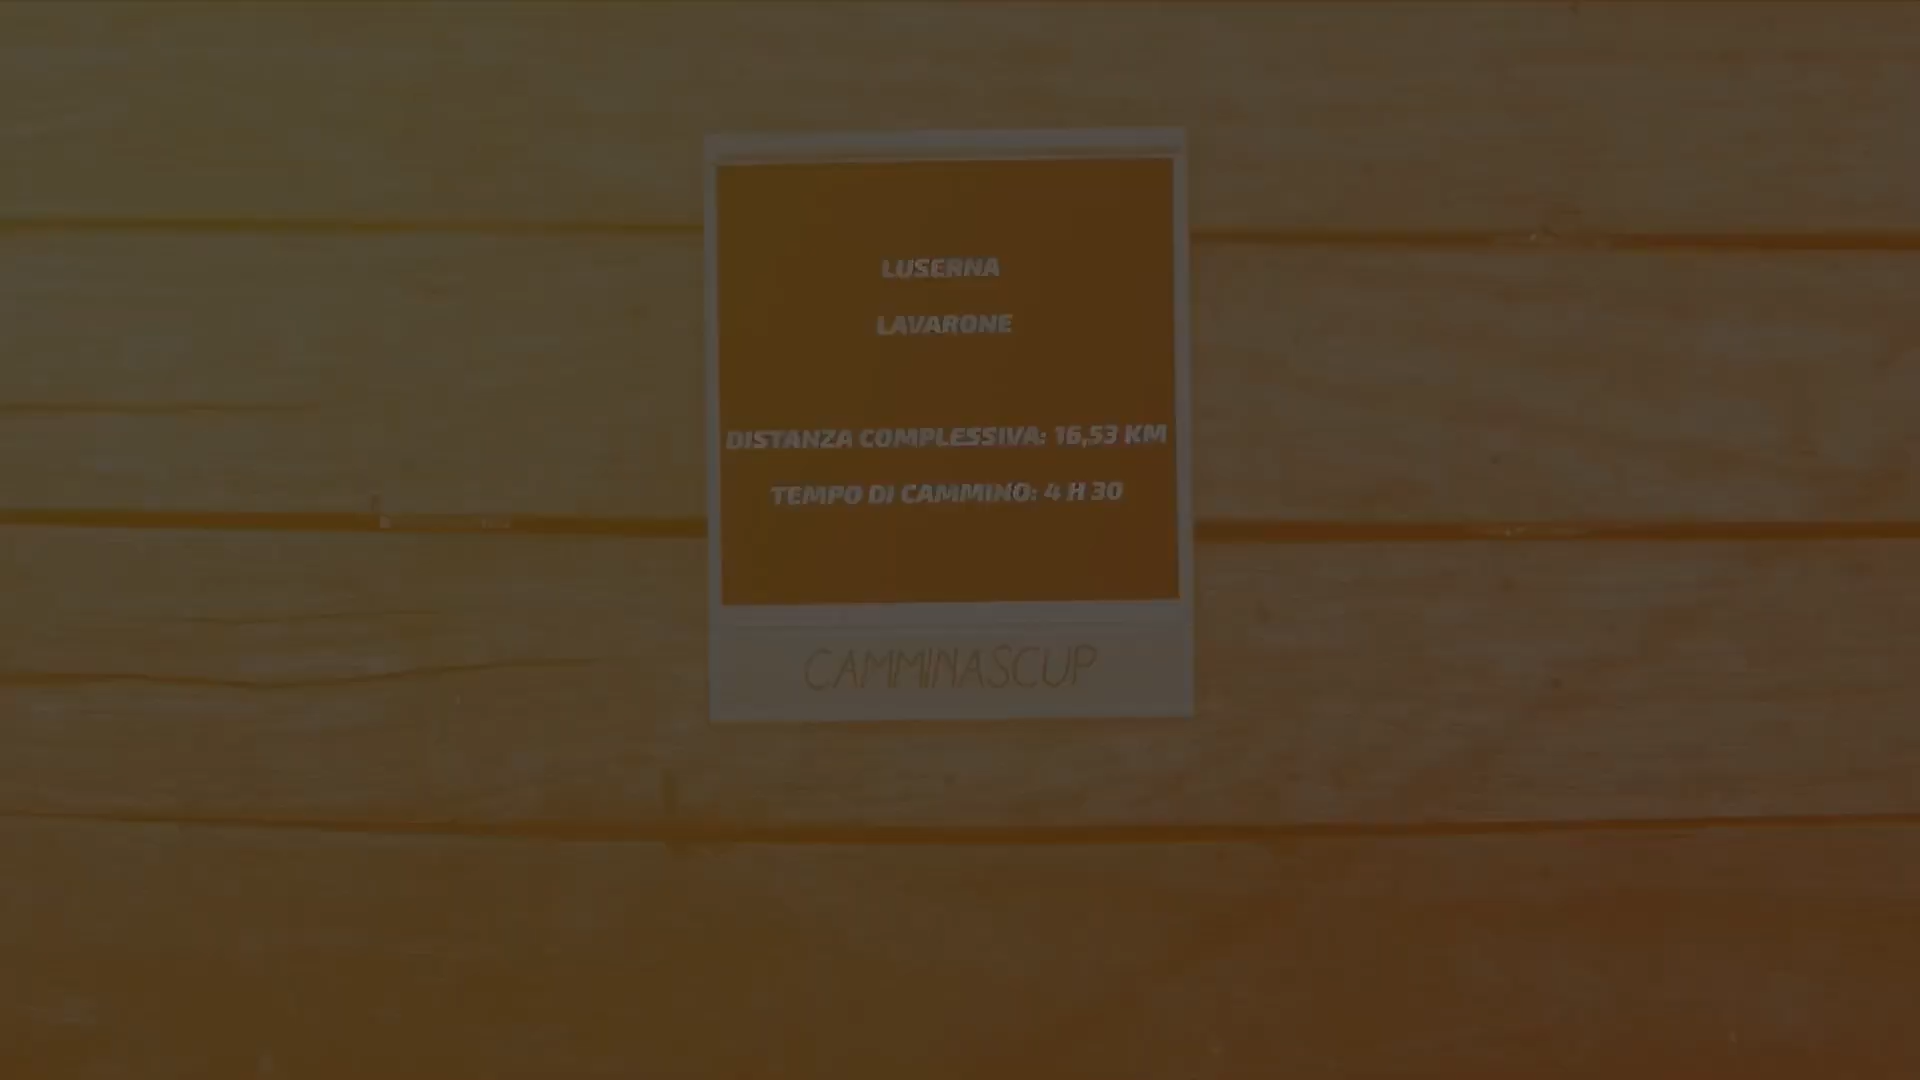 LUSERNA
LAVARONE
DISTANZA COMPLESSIVA: 16,53 KM
TEMPO DI CAMMINO: 4 H 30
CAMMINASCUP